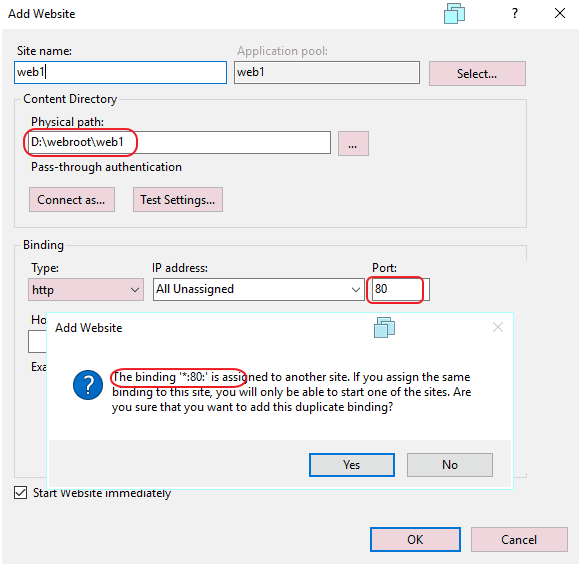 Add Website
?
Site name:
Application pool:
web1
web1
Select...
Content Directory
Physical path:
D:\webroot\web1
...
Pass-through authentication
Connect as...
Test Settings...
Binding
Type:
IP address:
Port:
http
All Unassigned
80
Ho
Exa
Add Website
The binding '*:80:' is assigned to another site. If you assign the same
binding to this site, you will only be able to start one of the sites. Are
you sure that you want to add this duplicate binding?
Yes
No
Start Website immediately
OK
Cancel